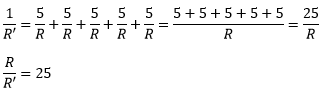 1/R′ = 5/R + 5/R + 5/R + 5/R + 5/R = (5 + 5 + 5 + 5 + 5)/R = 25/R
R/R′ = 25